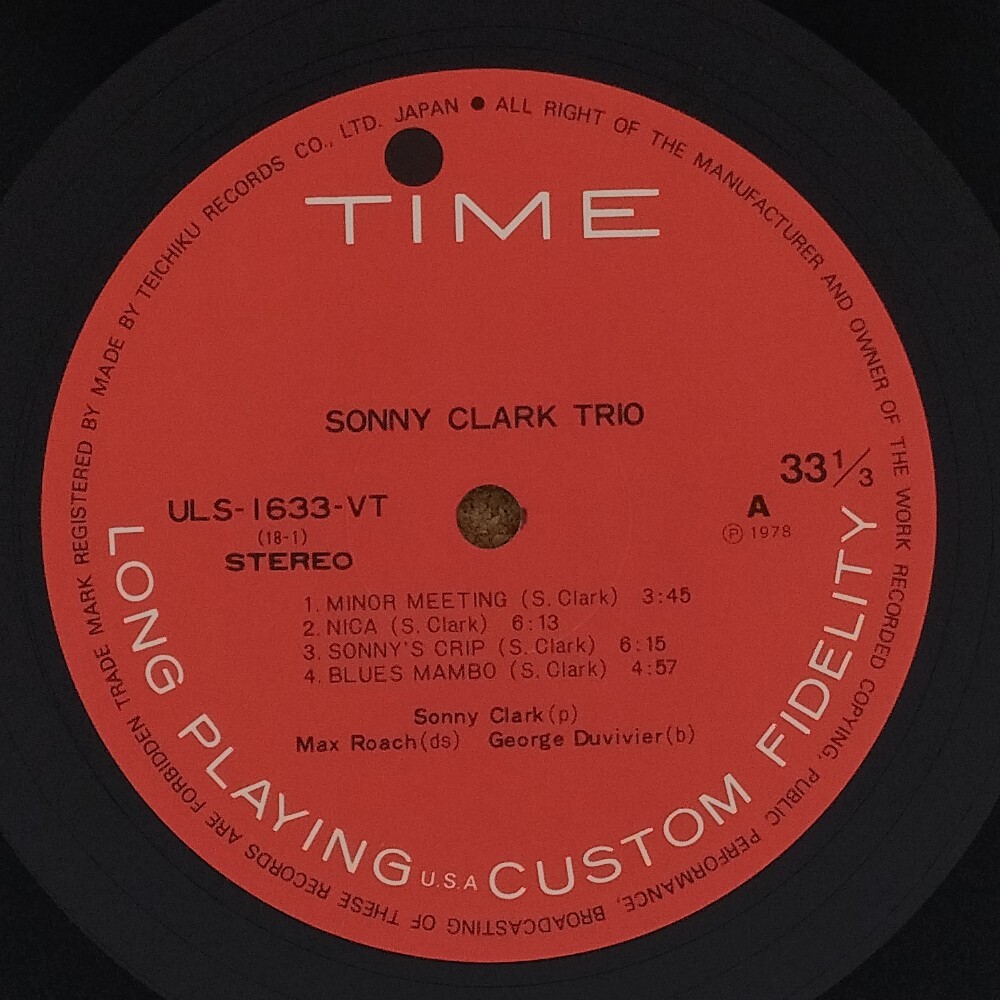 TIME
SONNY CLARK TRIO
33 1/3
ULS-1633-VT
A
(18-1)
Ⓟ 1978
STEREO
1. MINOR MEETING (S. Clark) 3:45
2. NICA (S. Clark) 6:13
3. SONNY'S CRIP (S. Clark) 6:15
4. BLUES MAMBO (S. Clark) 4:57
Sonny Clark (p)
Max Roach (ds) George Duvivier (b)
LONG PLAYING U.S.A CUSTOM FIDELITY
ALL RIGHT OF THE MANUFACTURER AND OWNER OF THE WORK RECORDED COPYING, PUBLIC PERFORMANCE, BROADCASTING OF THESE RECORDS ARE FORBIDDEN TRADE MARK REGISTERED BY MADE BY TEICHIKU RECORDS CO., LTD. JAPAN ●